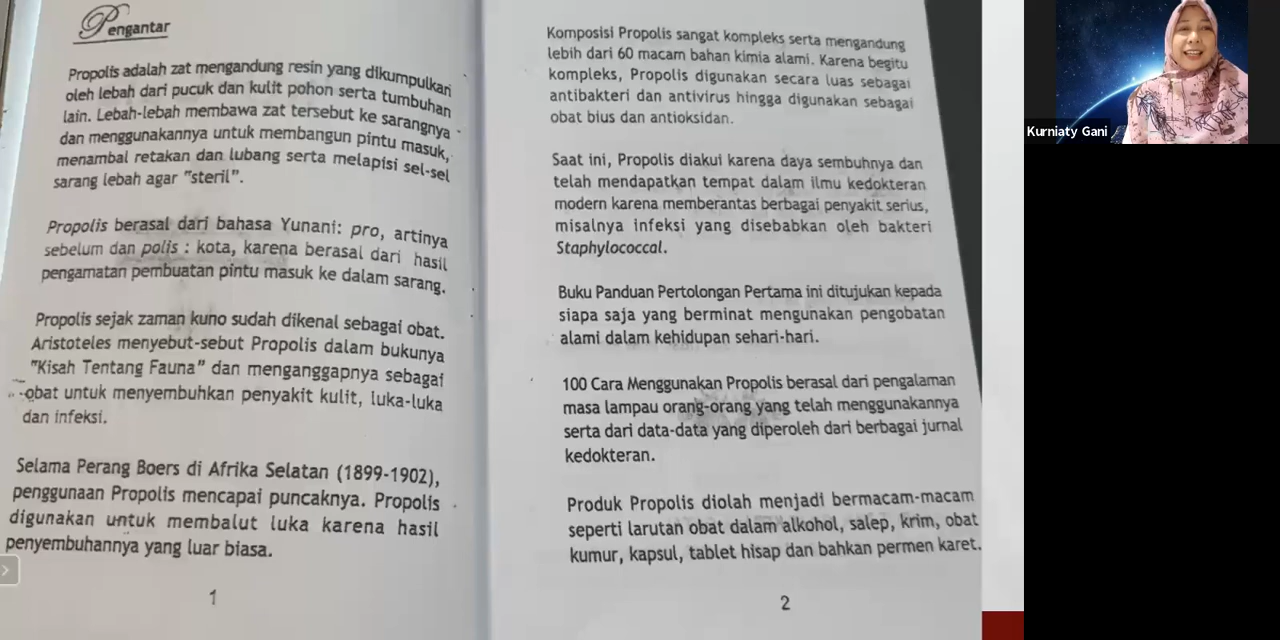 Pengantar
Propolis adalah zat mengandung resin yang dikumpulkan
oleh lebah dari pucuk dan kulit pohon serta tumbuhan
lain. Lebah-lebah membawa zat tersebut ke sarangnya
dan menggunakannya untuk membangun pintu masuk,
menambal retakan dan lubang serta melapisi sel-sel
sarang lebah agar "steril".
Propolis berasal dari bahasa Yunani: pro, artinya
sebelum dan polis : kota, karena berasal dari hasil
pengamatan pembuatan pintu masuk ke dalam sarang.
Propolis sejak zaman kuno sudah dikenal sebagai obat.
Aristoteles menyebut-sebut Propolis dalam bukunya
"Kisah Tentang Fauna" dan menganggapnya sebagai
obat untuk menyembuhkan penyakit kulit, luka-luka
dan infeksi.
Selama Perang Boers di Afrika Selatan (1899-1902),
penggunaan Propolis mencapai puncaknya. Propolis
digunakan untuk membalut luka karena hasil
penyembuhannya yang luar biasa.
1
Komposisi Propolis sangat kompleks serta mengandung
lebih dari 60 macam bahan kimia alami. Karena begitu
kompleks, Propolis digunakan secara luas sebagai
antibakteri dan antivirus hingga digunakan sebagai
obat bius dan antioksidan.
Saat ini, Propolis diakui karena daya sembuhnya dan
telah mendapatkan tempat dalam ilmu kedokteran
modern karena memberantas berbagai penyakit serius,
misalnya infeksi yang disebabkan oleh bakteri
Staphylococcal.
Buku Panduan Pertolongan Pertama ini ditujukan kepada
siapa saja yang berminat mengunakan pengobatan
alami dalam kehidupan sehari-hari.
100 Cara Menggunakan Propolis berasal dari pengalaman
masa lampau orang-orang yang telah menggunakannya
serta dari data-data yang diperoleh dari berbagai jurnal
kedokteran.
Produk Propolis diolah menjadi bermacam-macam
seperti larutan obat dalam alkohol, salep, krim, obat
kumur, kapsul, tablet hisap dan bahkan permen karet.
2
Kurniaty Gani